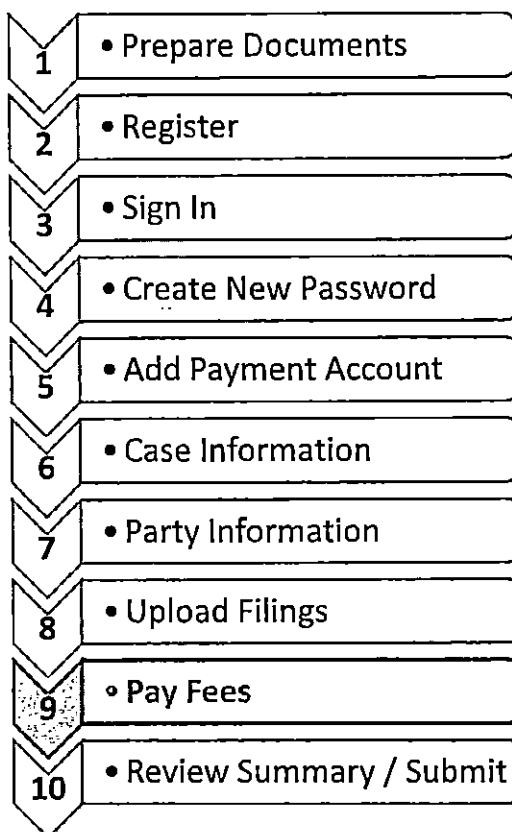 1 • Prepare Documents
2 • Register
3 • Sign In
4 • Create New Password
5 • Add Payment Account
6 • Case Information
7 • Party Information
8 • Upload Filings
9 • Pay Fees
10 • Review Summary / Submit